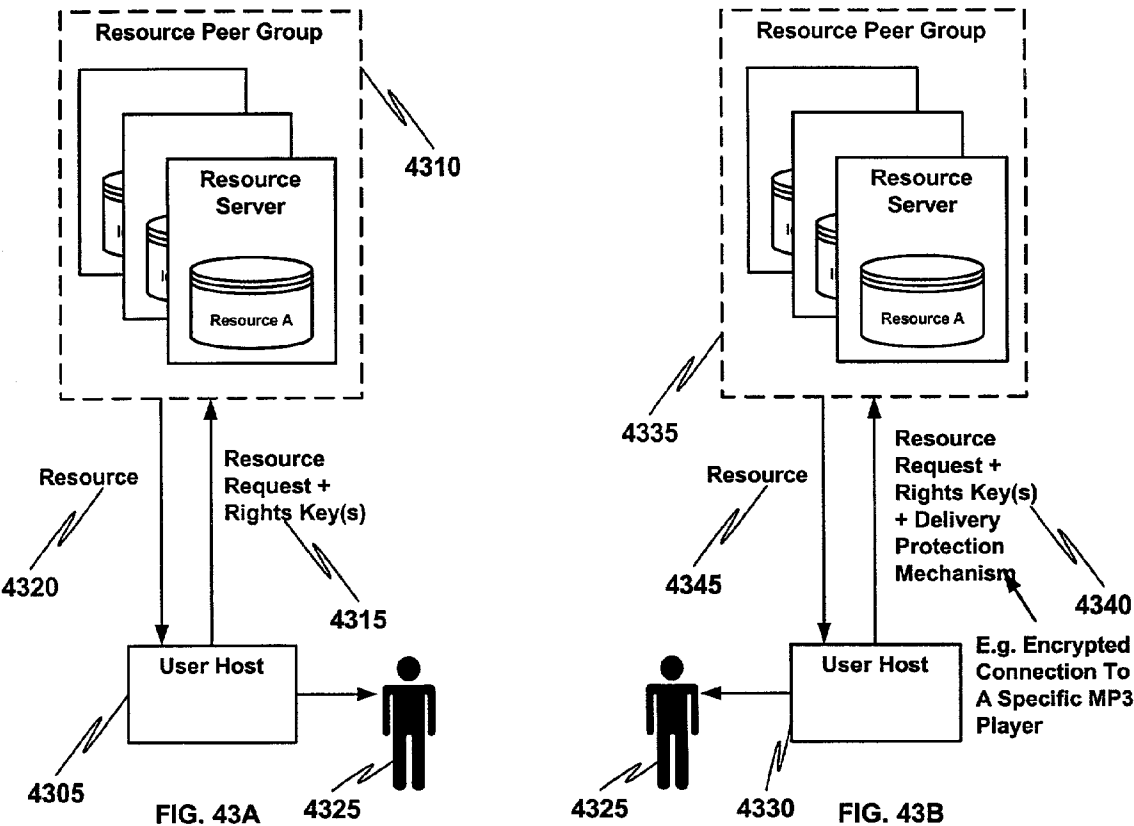 Resource Peer Group
Resource
Server
Resource A
4310
Resource
Resource
Request +
Rights Key(s)
4320
4315
User Host
4305
4325
FIG. 43A
Resource Peer Group
Resource
Server
Resource A
4335
Resource
Resource
Request +
Rights Key(s)
+ Delivery
Protection
Mechanism
4345
4340
User Host
E.g. Encrypted
Connection To
A Specific MP3
Player
4325
4330
FIG. 43B